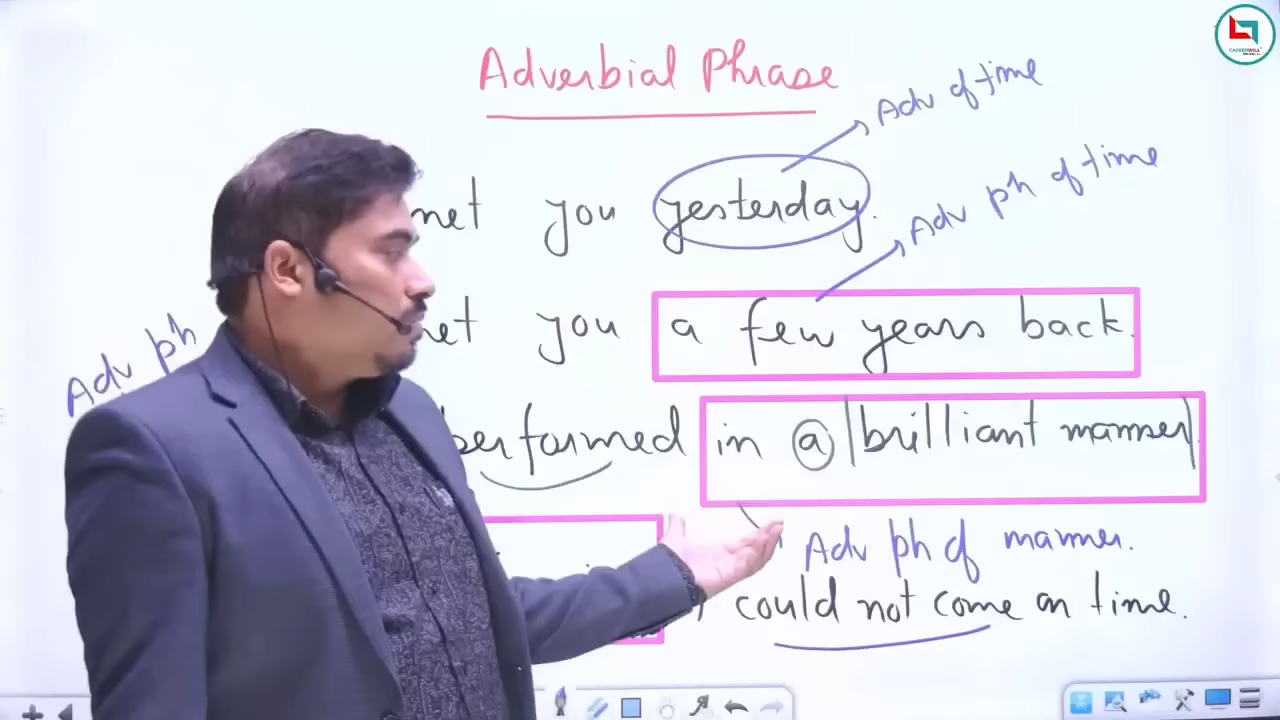 Adverbial Phrase
Adv of time
met you yesterday.
Adv ph of time
you a few years back.
Adv ph
performed in a brilliant manner
Adv ph of manner.
could not come on time.
CAREERWILL